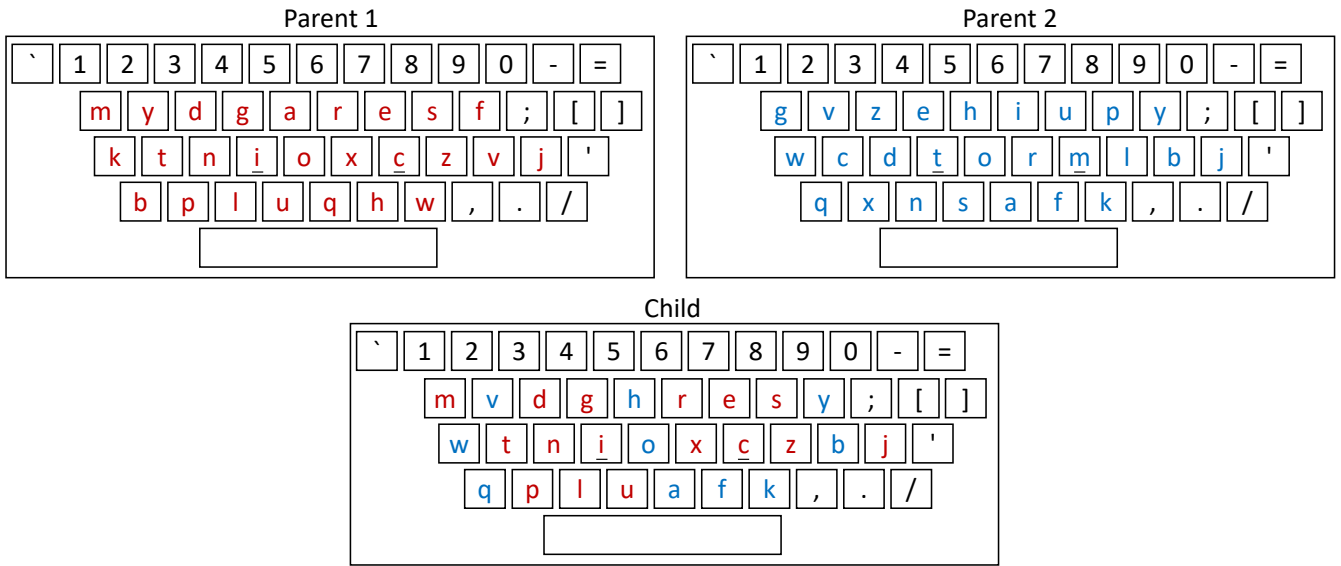 Parent 1
` 1 2 3 4 5 6 7 8 9 0 - =
m y d g a r e s f ; [ ]
k t n i o x c z v j '
b p l u q h w , . /
Parent 2
` 1 2 3 4 5 6 7 8 9 0 - =
g v z e h i u p y ; [ ]
w c d t o r m l b j '
q x n s a f k , . /
Child
` 1 2 3 4 5 6 7 8 9 0 - =
m v d g h r e s y ; [ ]
w t n i o x c z b j '
q p l u a f k , . /